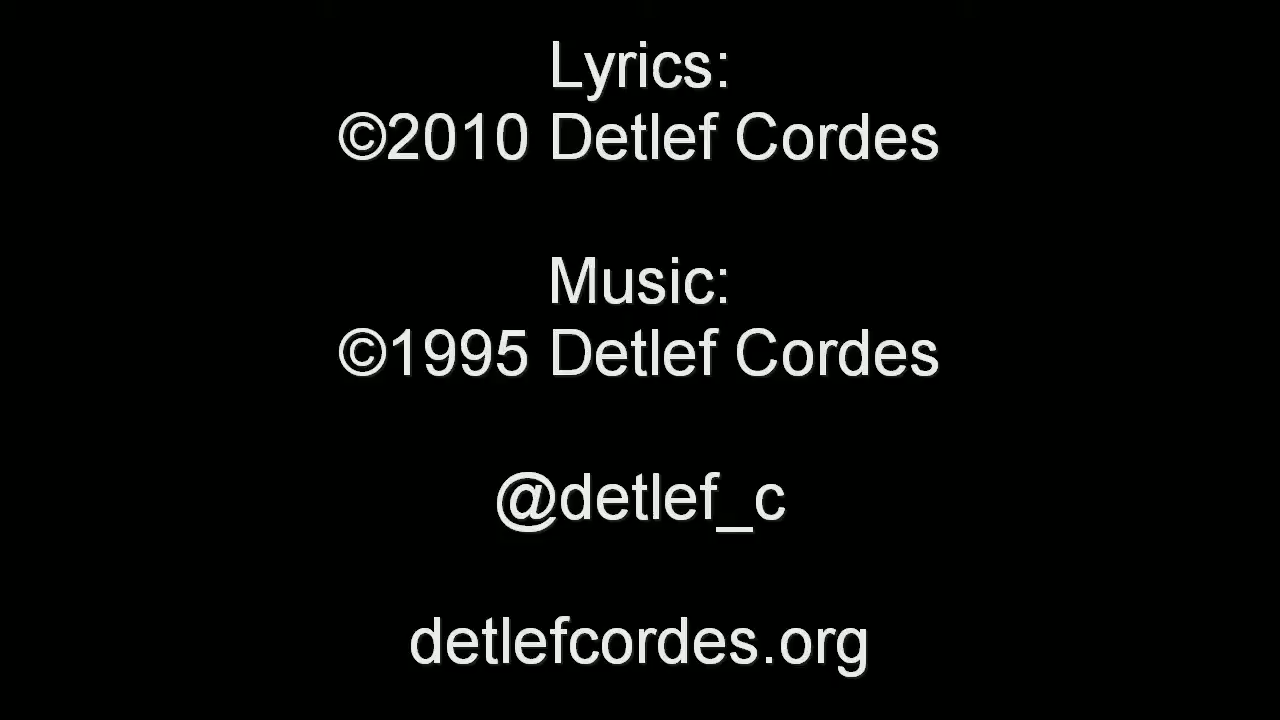 Lyrics:
©2010 Detlef Cordes
Music:
©1995 Detlef Cordes
@detlef_c
detlefcordes.org